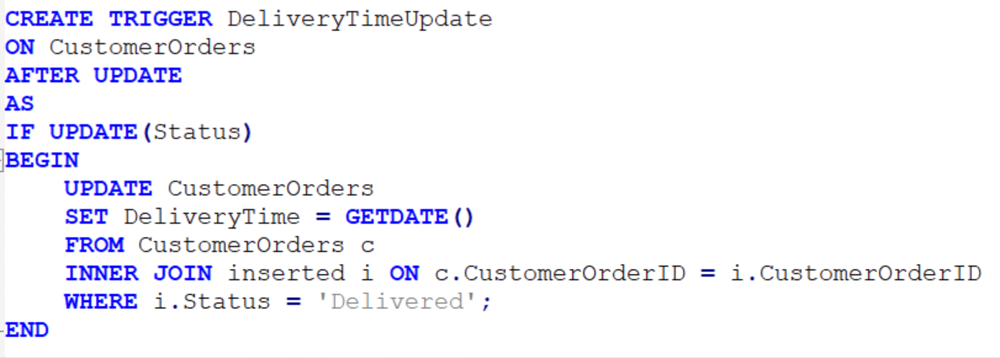 CREATE TRIGGER DeliveryTimeUpdate
ON CustomerOrders
AFTER UPDATE
AS
IF UPDATE(Status)
BEGIN
    UPDATE CustomerOrders
    SET DeliveryTime = GETDATE()
    FROM CustomerOrders c
    INNER JOIN inserted i ON c.CustomerOrderID = i.CustomerOrderID
    WHERE i.Status = 'Delivered';
END